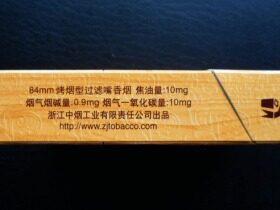 84mm 烤烟型过滤嘴香烟 焦油量:10mg
烟气烟碱量:0.9mg 烟气一氧化碳量:10mg
浙江中烟工业有限责任公司出品
http://www.zjtobacco.com